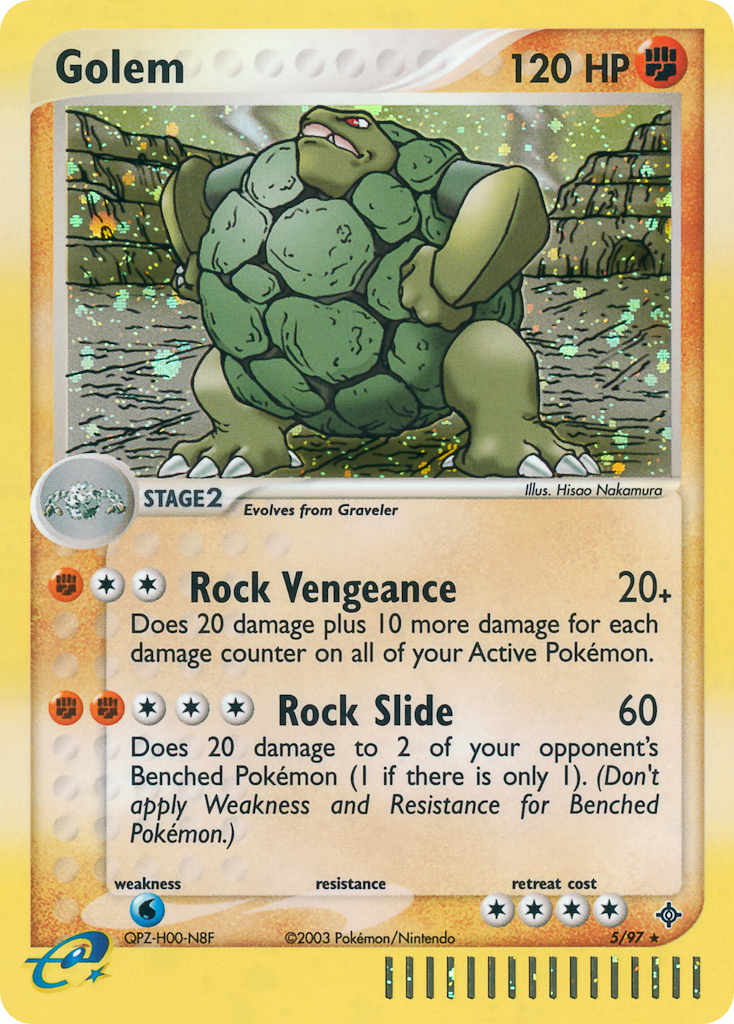 Golem 120 HP
Illus. Hisao Nakamura
STAGE2
Evolves from Graveler
Rock Vengeance 20+
Does 20 damage plus 10 more damage for each
damage counter on all of your Active Pokémon.
Rock Slide 60
Does 20 damage to 2 of your opponent's
Benched Pokémon (1 if there is only 1). (Don't
apply Weakness and Resistance for Benched
Pokémon.)
weakness resistance retreat cost
QPZ-H00-N8F ©2003 Pokémon/Nintendo 5/97 ★
e